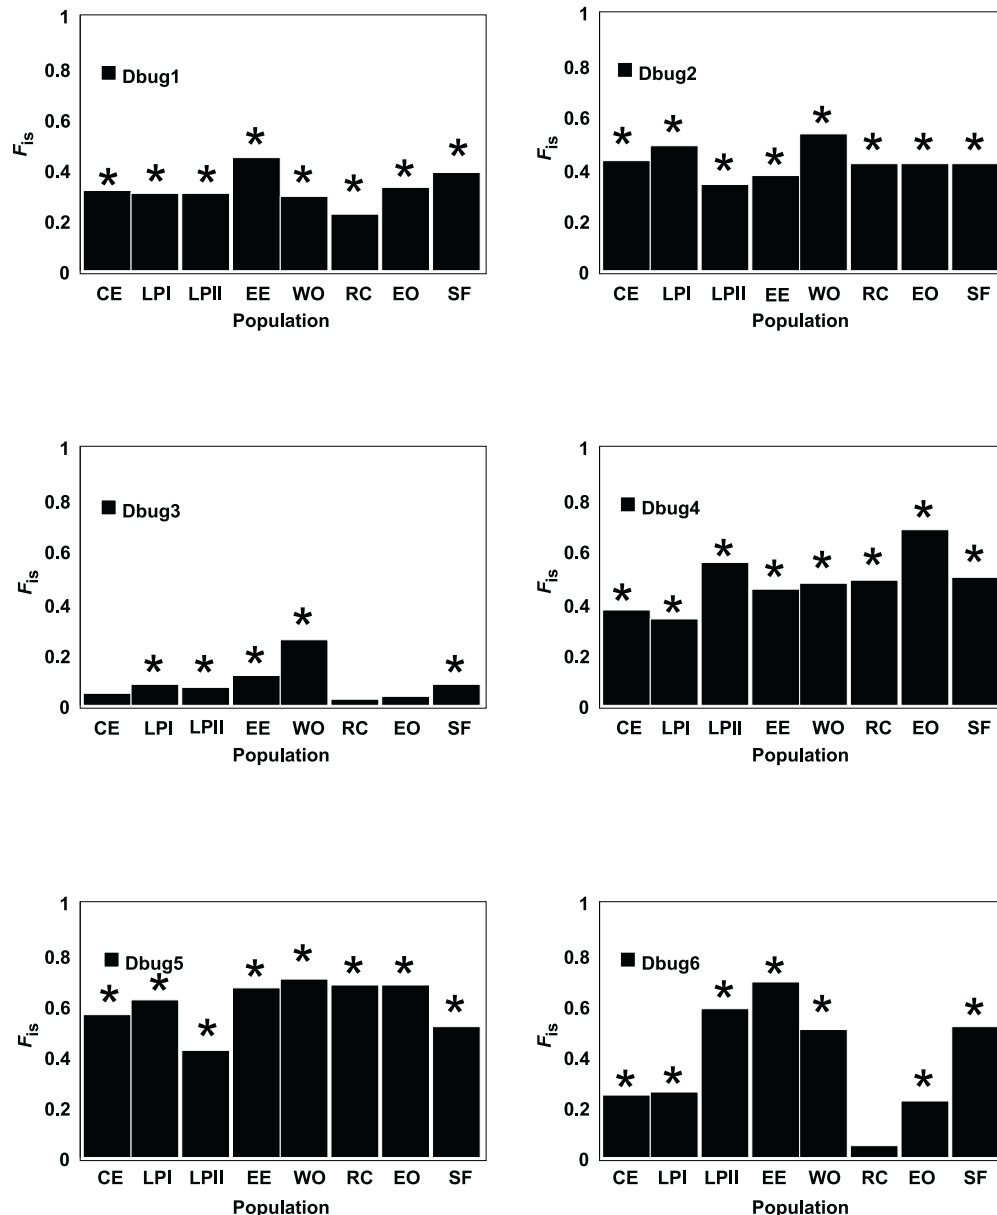 1
0.8
0.6
0.4
0.2
0
Fis
Dbug1
* * * * * * * *
CE LPI LPII EE WO RC EO SF
Population
1
0.8
0.6
0.4
0.2
0
Fis
Dbug2
* * * * * * * *
CE LPI LPII EE WO RC EO SF
Population
1
0.8
0.6
0.4
0.2
0
Fis
Dbug3
* * * * *
CE LPI LPII EE WO RC EO SF
Population
1
0.8
0.6
0.4
0.2
0
Fis
Dbug4
* * * * * * * *
CE LPI LPII EE WO RC EO SF
Population
1
0.8
0.6
0.4
0.2
0
Fis
Dbug5
* * * * * * * *
CE LPI LPII EE WO RC EO SF
Population
1
0.8
0.6
0.4
0.2
0
Fis
Dbug6
* * * * * * *
CE LPI LPII EE WO RC EO SF
Population